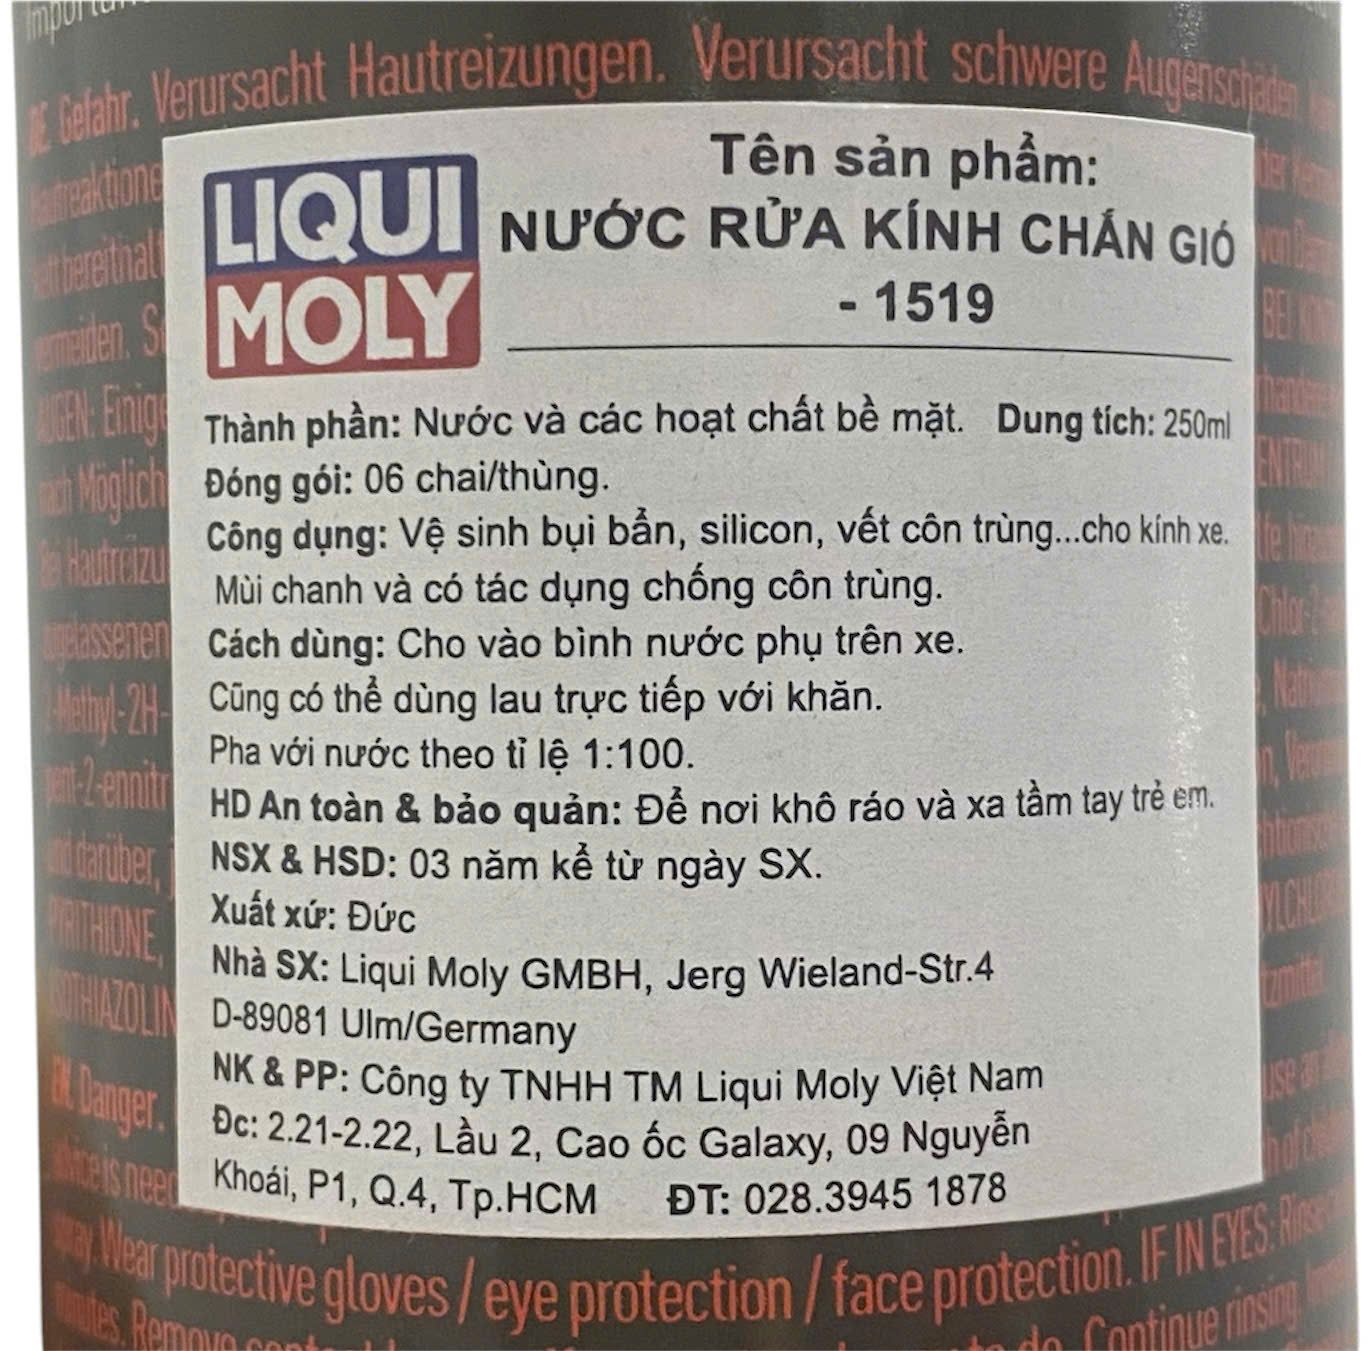 Gefahr. Verursacht Hautreizungen. Verursacht schwere Augenschäden.
LIQUI
MOLY
Tên sản phẩm:
NƯỚC RỬA KÍNH CHẮN GIÓ
- 1519
Thành phần: Nước và các hoạt chất bề mặt. Dung tích: 250ml
Đóng gói: 06 chai/thùng.
Công dụng: Vệ sinh bụi bẩn, silicon, vết côn trùng...cho kính xe.
Mùi chanh và có tác dụng chống côn trùng.
Cách dùng: Cho vào bình nước phụ trên xe.
Cũng có thể dùng lau trực tiếp với khăn.
Pha với nước theo tỉ lệ 1:100.
HD An toàn & bảo quản: Để nơi khô ráo và xa tầm tay trẻ em.
NSX & HSD: 03 năm kể từ ngày SX.
Xuất xứ: Đức
Nhà SX: Liqui Moly GMBH, Jerg Wieland-Str.4
D-89081 Ulm/Germany
NK & PP: Công ty TNHH TM Liqui Moly Việt Nam
Đc: 2.21-2.22, Lầu 2, Cao ốc Galaxy, 09 Nguyễn
Khoái, P1, Q.4, Tp.HCM ĐT: 028.3945 1878
Danger.
Wear protective gloves / eye protection / face protection. IF IN EYES:
Remove Continue rinsing